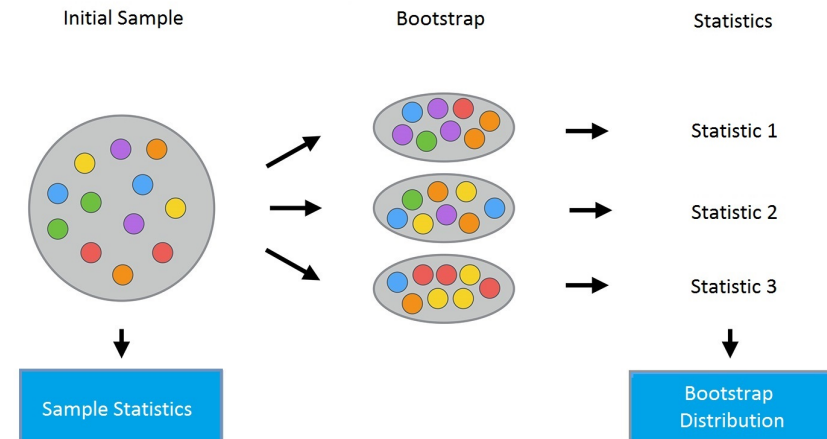 Initial Sample
Bootstrap
Statistics
Statistic 1
Statistic 2
Statistic 3
Sample Statistics
Bootstrap
Distribution